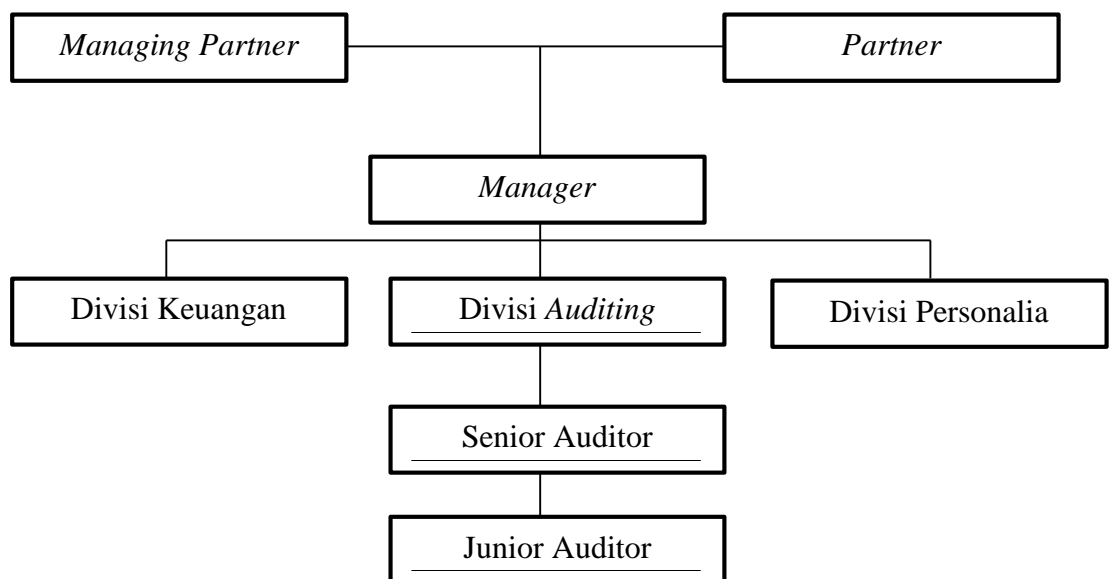 Managing Partner
Partner
Manager
Divisi Keuangan
Divisi Auditing
Divisi Personalia
Senior Auditor
Junior Auditor